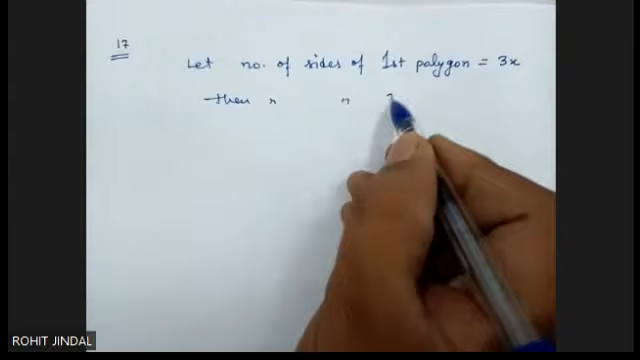 17
Let no. of sides of 1st polygon = 3x
then " "
ROHIT JINDAL